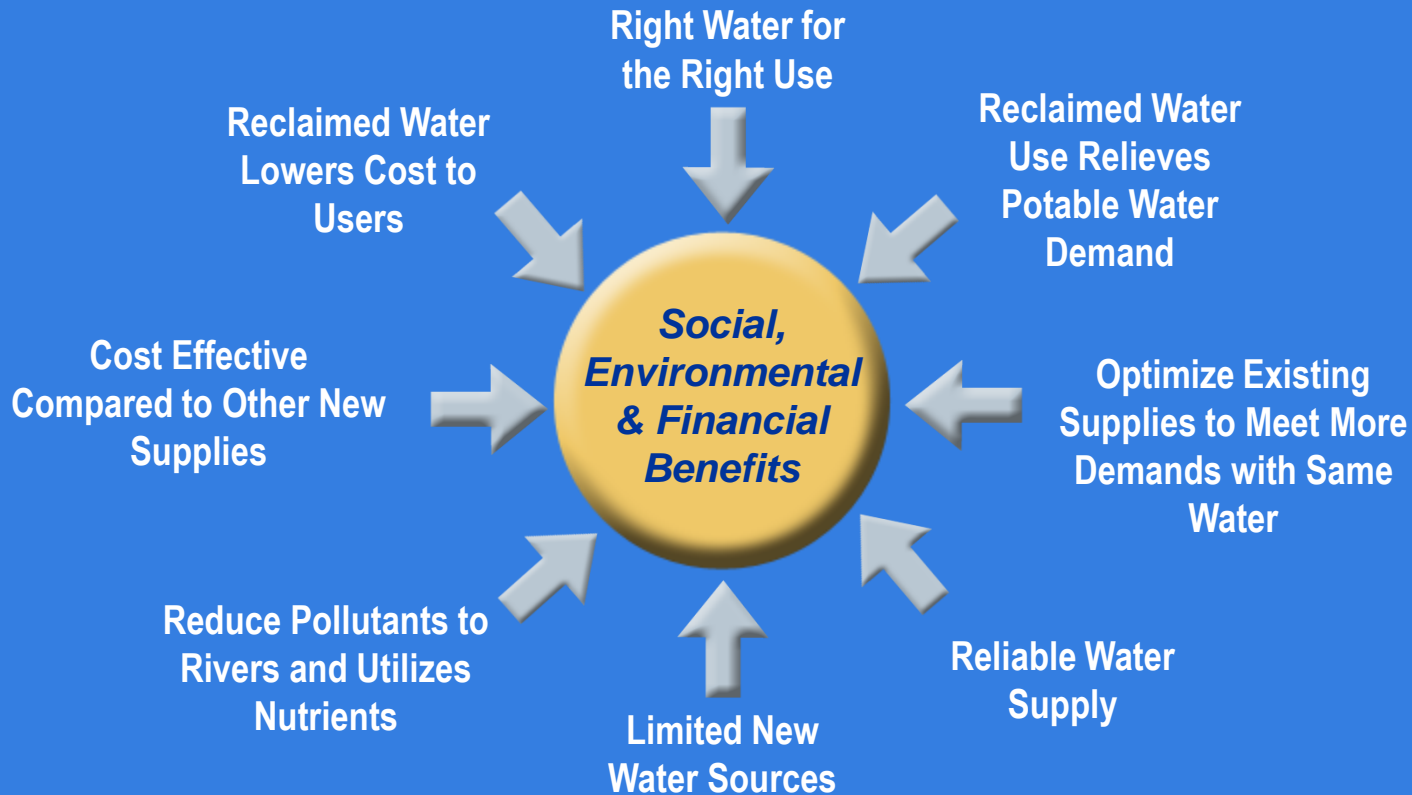 Right Water for
the Right Use
Reclaimed Water
Lowers Cost to
Users
Reclaimed Water
Use Relieves
Potable Water
Demand
Social,
Environmental
& Financial
Benefits
Cost Effective
Compared to Other New
Supplies
Optimize Existing
Supplies to Meet More
Demands with Same
Water
Reduce Pollutants to
Rivers and Utilizes
Nutrients
Reliable Water
Supply
Limited New
Water Sources